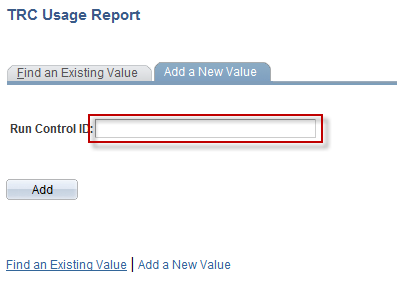 TRC Usage Report
Find an Existing Value Add a New Value
Run Control ID:
Add
Find an Existing Value | Add a New Value